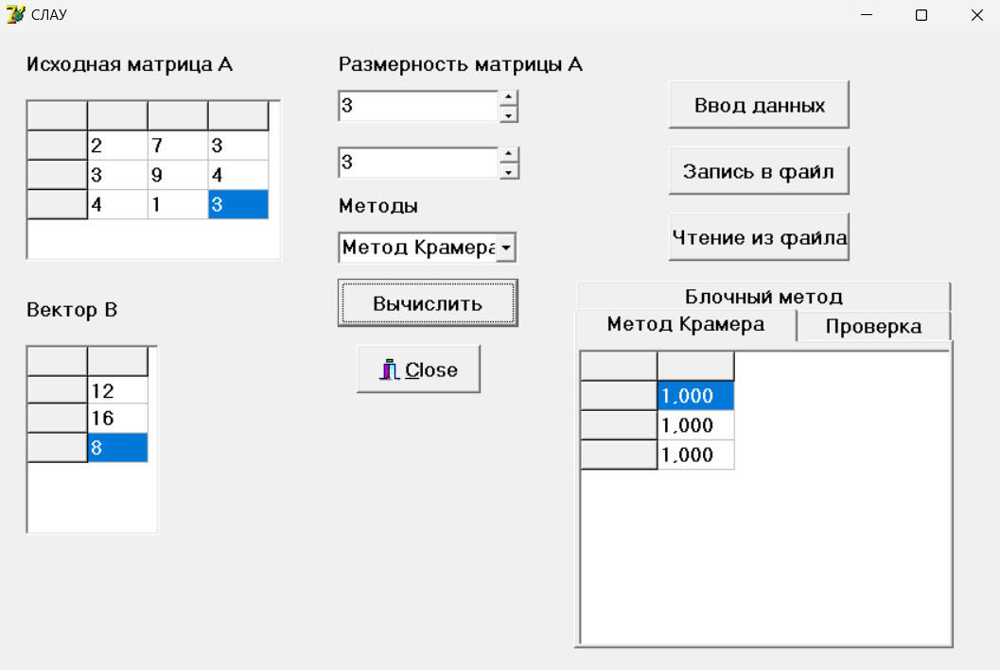 СЛАУ
Исходная матрица А
2 7 3
3 9 4
4 1 3
Вектор В
12
16
8
Размерность матрицы А
3
3
Методы
Метод Крамера
Вычислить
Close
Ввод данных
Запись в файл
Чтение из файла
Блочный метод
Метод Крамера
Проверка
1,000
1,000
1,000